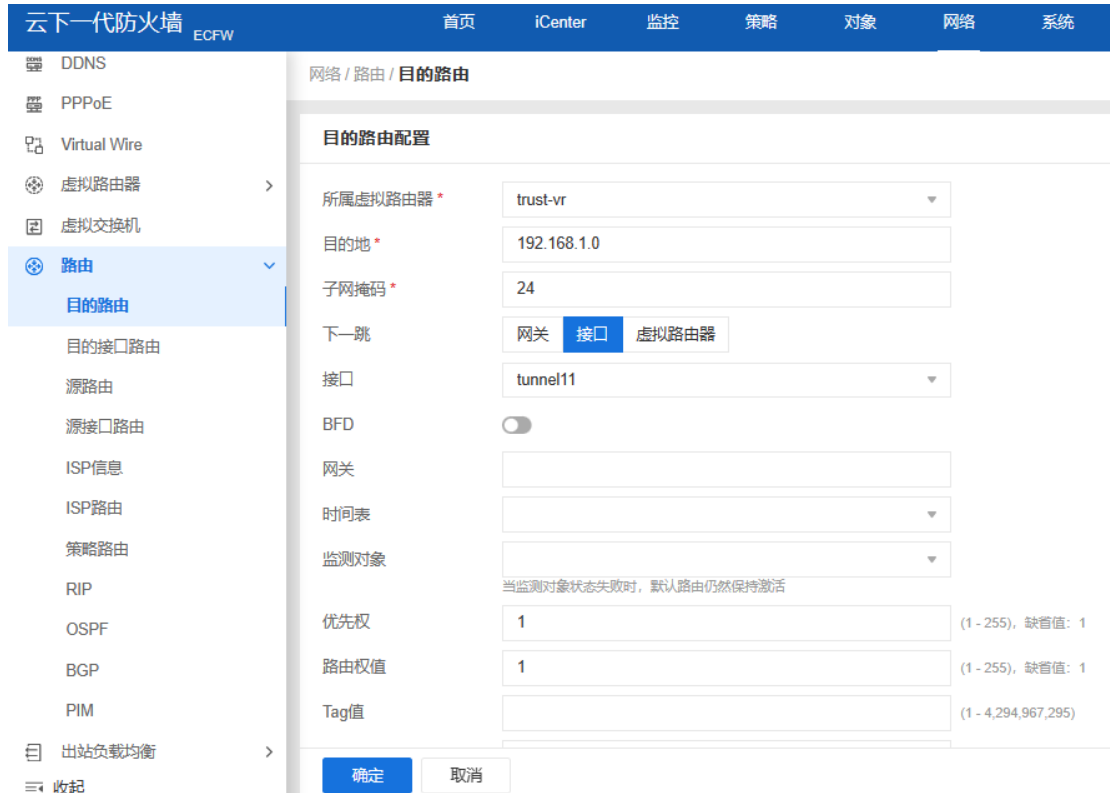 云下一代防火墙 ECFW 首页 iCenter 监控 策略 对象 网络 系统
DDNS
PPPoE
Virtual Wire
虚拟路由器
虚拟交换机
路由
目的路由
目的接口路由
源路由
源接口路由
ISP信息
ISP路由
策略路由
RIP
OSPF
BGP
PIM
出站负载均衡
收起
网络 / 路由 / 目的路由
目的路由配置
所属虚拟路由器 * trust-vr
目的地 * 192.168.1.0
子网掩码 * 24
下一跳 网关 接口 虚拟路由器
接口 tunnel11
BFD
网关
时间表
监测对象
当监测对象状态失败时，默认路由仍然保持激活
优先权 1 (1 - 255)，缺省值：1
路由权值 1 (1 - 255)，缺省值：1
Tag值 (1 - 4,294,967,295)
确定 取消